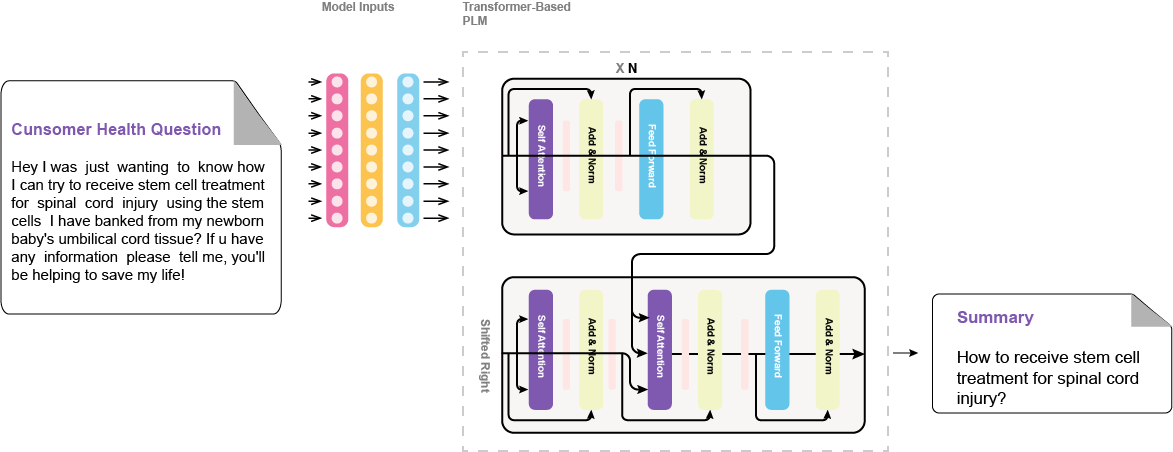 Model Inputs
Transformer-Based
PLM
X N
Cunsomer Health Question
Hey I was just wanting to know how
I can try to receive stem cell treatment
for spinal cord injury using the stem
cells I have banked from my newborn
baby's umbilical cord tissue? If u have
any information please tell me, you'll
be helping to save my life!
Self Attention
Add & Norm
Feed Forward
Add & Norm
Shifted Right
Self Attention
Add & Norm
Self Attention
Add & Norm
Feed Forward
Add & Norm
Summary
How to receive stem cell
treatment for spinal cord
injury?